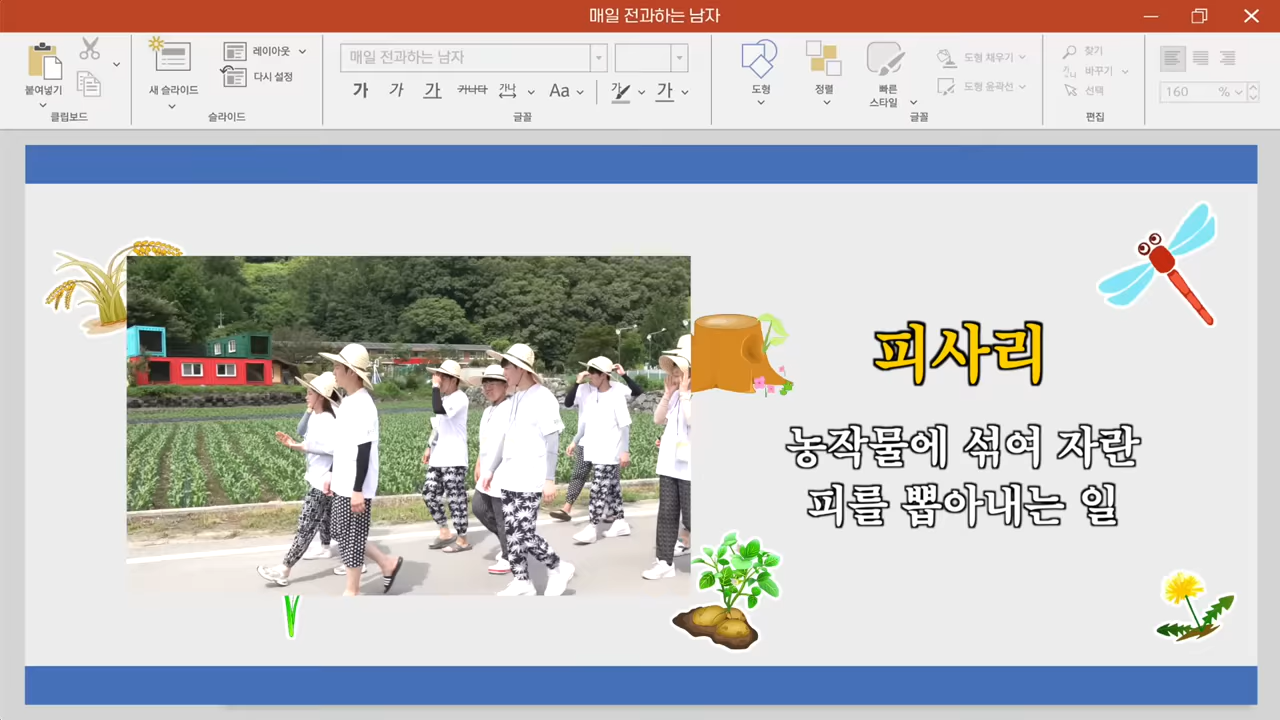 매일 전과하는 남자
붙여넣기
클립보드
새 슬라이드
레이아웃
다시 설정
슬라이드
매일 전과하는 남자
가 가 가 가나다 가나 Aa 가나 가
글꼴
도형
정렬
빠른
스타일
도형 채우기
도형 윤곽선
글꼴
찾기
바꾸기
선택
편집
160 %
피사리
농작물에 섞여 자란
피를 뽑아내는 일